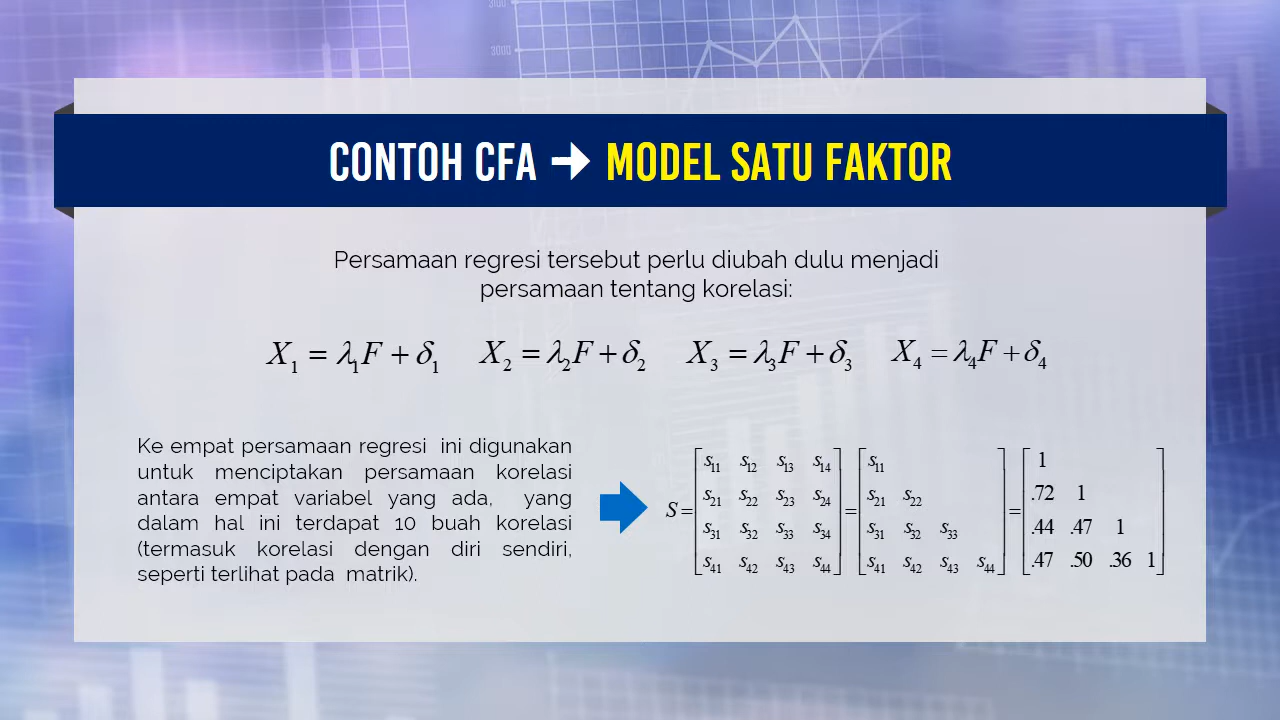 3100
3000
CONTOH CFA ➜ MODEL SATU FAKTOR
Persamaan regresi tersebut perlu diubah dulu menjadi
persamaan tentang korelasi:
X₁ = λ₁F + δ₁ X₂ = λ₂F + δ₂ X₃ = λ₃F + δ₃ X₄ = λ₄F + δ₄
Ke empat persamaan regresi ini digunakan
untuk menciptakan persamaan korelasi
antara empat variabel yang ada, yang
dalam hal ini terdapat 10 buah korelasi
(termasuk korelasi dengan diri sendiri,
seperti terlihat pada matrik).
s₁₁ s₁₂ s₁₃ s₁₄ s₁₁ 1
s₂₁ s₂₂ s₂₃ s₂₄ s₂₁ s₂₂ .72 1
S = = =
s₃₁ s₃₂ s₃₃ s₃₄ s₃₁ s₃₂ s₃₃ .44 .47 1
s₄₁ s₄₂ s₄₃ s₄₄ s₄₁ s₄₂ s₄₃ s₄₄ .47 .50 .36 1